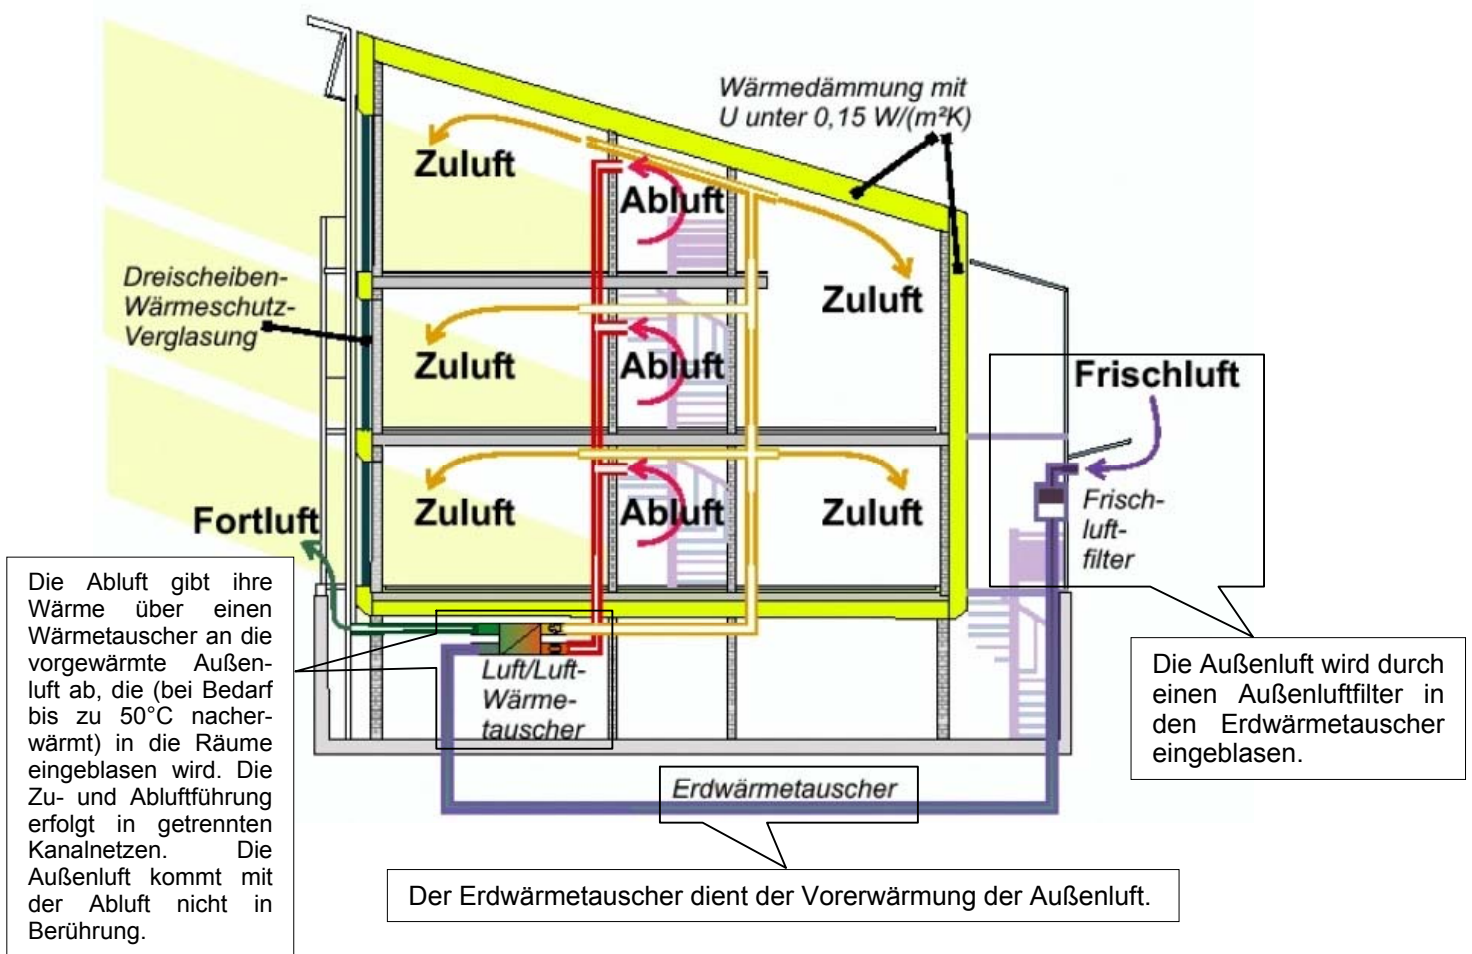 Wärmedämmung mit
U unter 0,15 W/(m²K)
Zuluft
Abluft
Dreischeiben-
Wärmeschutz-
Verglasung
Zuluft
Zuluft
Abluft
Frischluft
Frisch-
luft-
filter
Zuluft
Abluft
Zuluft
Fortluft
Die Abluft gibt ihre
Wärme über einen
Wärmetauscher an die
vorgewärmte Außen-
luft ab, die (bei Bedarf
bis zu 50°C nacher-
wärmt) in die Räume
eingeblasen wird. Die
Zu- und Abluftführung
erfolgt in getrennten
Kanalnetzen. Die
Außenluft kommt mit
der Abluft nicht in
Berührung.
Luft/Luft-
Wärme-
tauscher
Die Außenluft wird durch
einen Außenluftfilter in
den Erdwärmetauscher
eingeblasen.
Erdwärmetauscher
Der Erdwärmetauscher dient der Vorerwärmung der Außenluft.